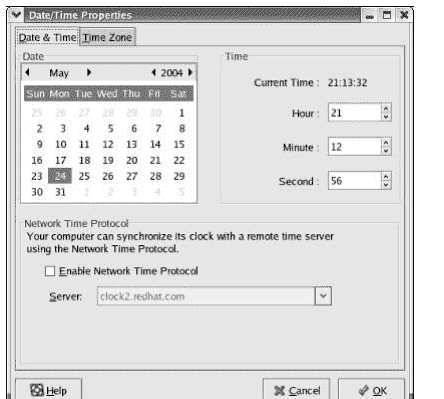 Date/Time Properties
Date & Time Time Zone
Date
May 2004
Sun Mon Tue Wed Thu Fri Sat
25 26 27 28 29 30 1
2 3 4 5 6 7 8
9 10 11 12 13 14 15
16 17 18 19 20 21 22
23 24 25 26 27 28 29
30 31 1 2 3 4 5
Time
Current Time : 21:13:32
Hour : 21
Minute : 12
Second : 56
Network Time Protocol
Your computer can synchronize its clock with a remote time server
using the Network Time Protocol.
Enable Network Time Protocol
Server: clock2.redhat.com
Help Cancel OK